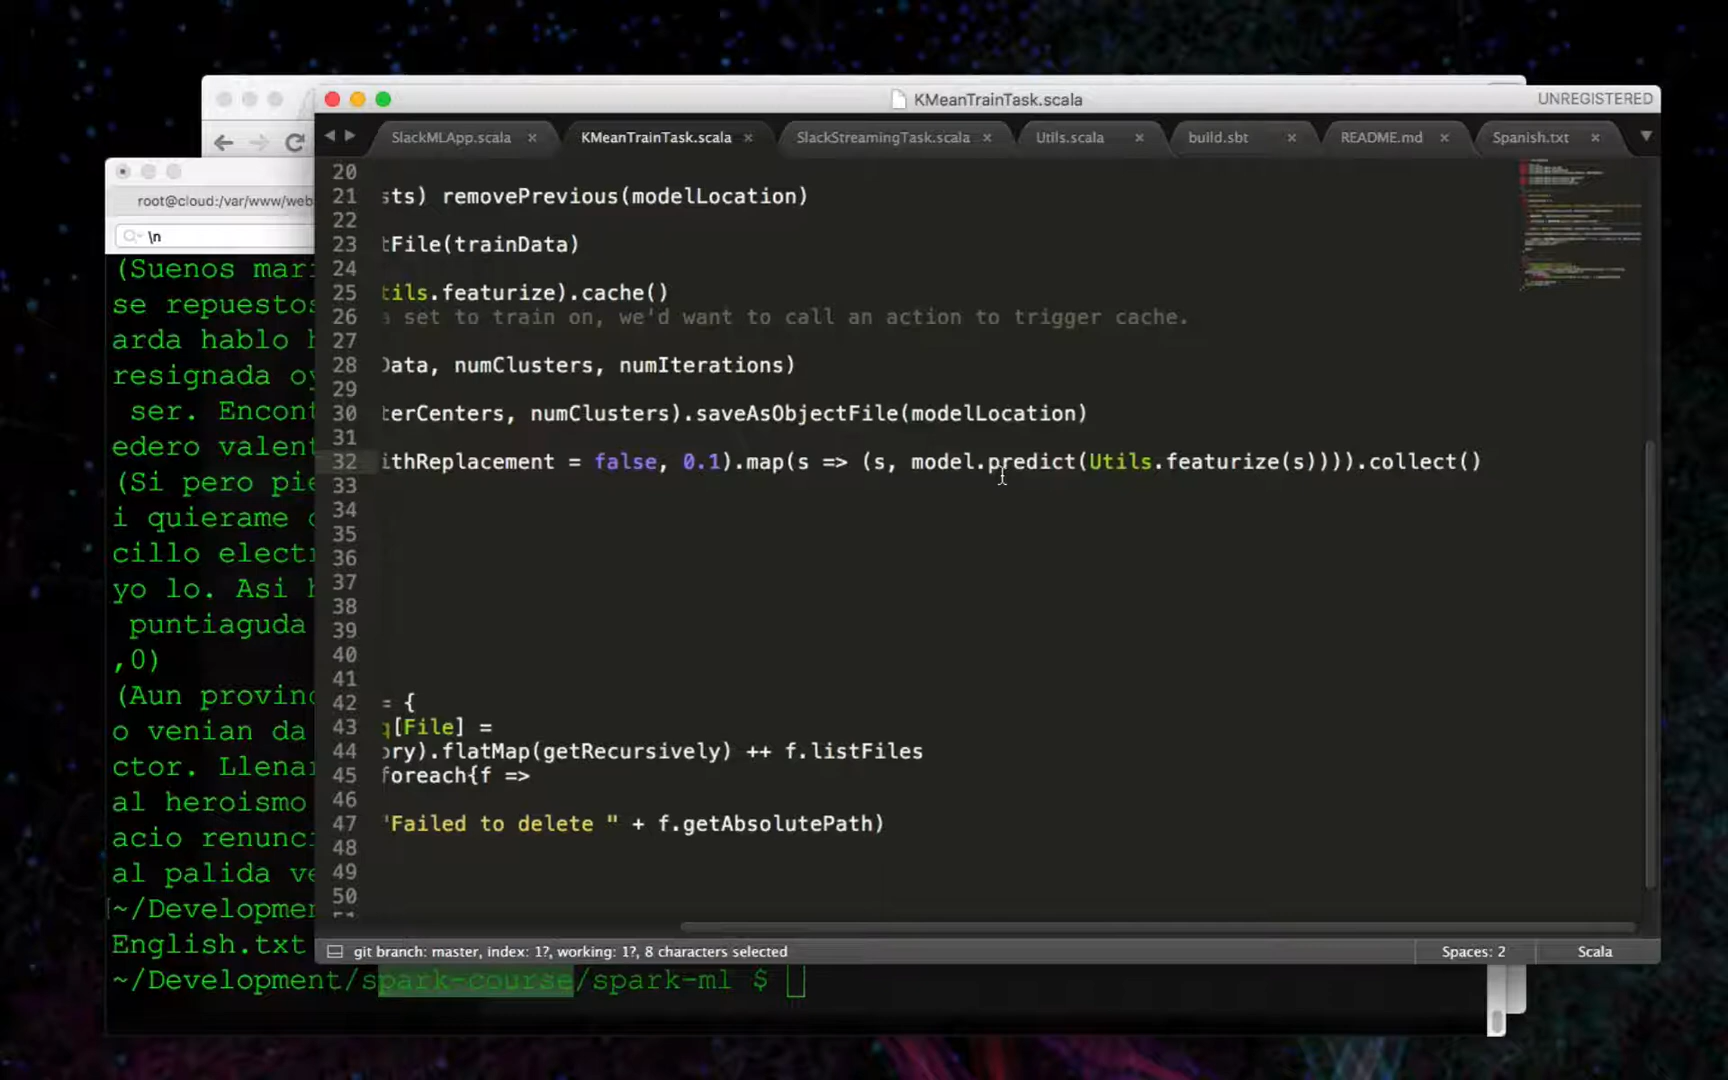 KMeanTrainTask.scala
UNREGISTERED
SlackMLApp.scala × KMeanTrainTask.scala × SlackStreamingTask.scala × Utils.scala × build.sbt × README.md × Spanish.txt ×
root@cloud:/var/www/web
\n
20
21 sts) removePrevious(modelLocation)
22
23 tFile(trainData)
24
25 tils.featurize).cache()
26 a set to train on, we'd want to call an action to trigger cache.
27
28 Data, numClusters, numIterations)
29
30 terCenters, numClusters).saveAsObjectFile(modelLocation)
31
32 ithReplacement = false, 0.1).map(s => (s, model.predict(Utils.featurize(s)))).collect()
33
34
35
36
37
38
39
40
41
42 = {
43 q[File] =
44 ory).flatMap(getRecursively) ++ f.listFiles
45 foreach{f =>
46
47 "Failed to delete " + f.getAbsolutePath)
48
49
50
git branch: master, index: 1?, working: 1?, 8 characters selected
Spaces: 2
Scala
(Suenos mar
se repuestos
arda hablo
resignada
ser. Encont
edero valent
(Si pero pie
i quierame
cillo electr
yo lo. Asi
puntiaguda
,0)
(Aun provin
o venian da
ctor. Llena
al heroismo
acio renunc
al palida ve
~/Developmen
English.txt
~/Development/spark-course/spark-ml $